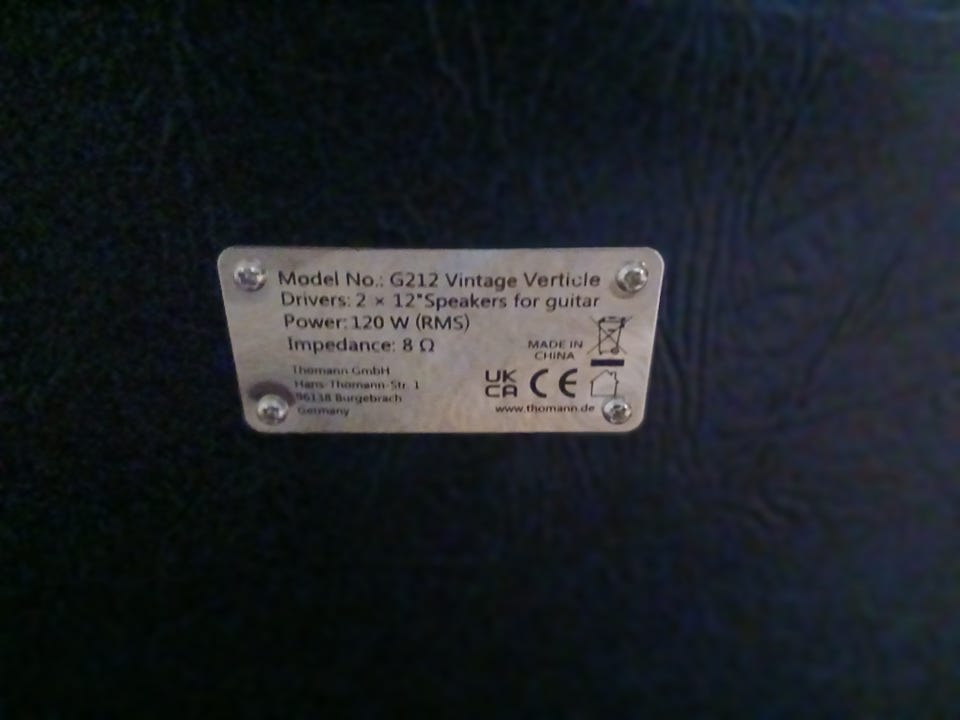 Model No.: G212 Vintage Verticle
Drivers: 2 × 12"Speakers for guitar
Power: 120 W (RMS)
Impedance: 8 Ω
MADE IN
CHINA
Thomann GmbH
Hans-Thomann-Str. 1
96138 Burgebrach
Germany
UK
CA
CE
www.thomann.de